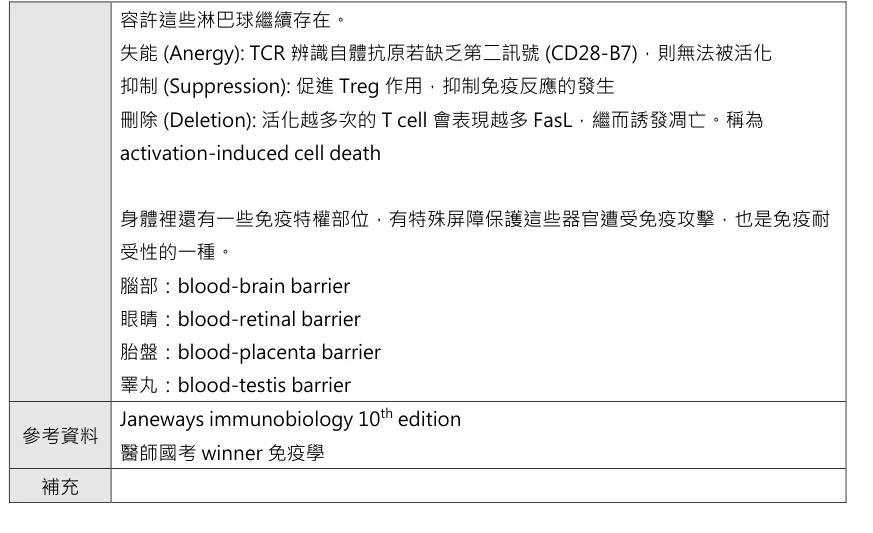 容許這些淋巴球繼續存在。
失能 (Anergy): TCR 辨識自體抗原若缺乏第二訊號 (CD28-B7)，則無法被活化
抑制 (Suppression): 促進 Treg 作用，抑制免疫反應的發生
刪除 (Deletion): 活化越多次的 T cell 會表現越多 FasL，繼而誘發凋亡。稱為
activation-induced cell death
身體裡還有一些免疫特權部位，有特殊屏障保護這些器官遭受免疫攻擊，也是免疫耐
受性的一種。
腦部：blood-brain barrier
眼睛：blood-retinal barrier
胎盤：blood-placenta barrier
睪丸：blood-testis barrier
參考資料
Janeways immunobiology 10th edition
醫師國考 winner 免疫學
補充